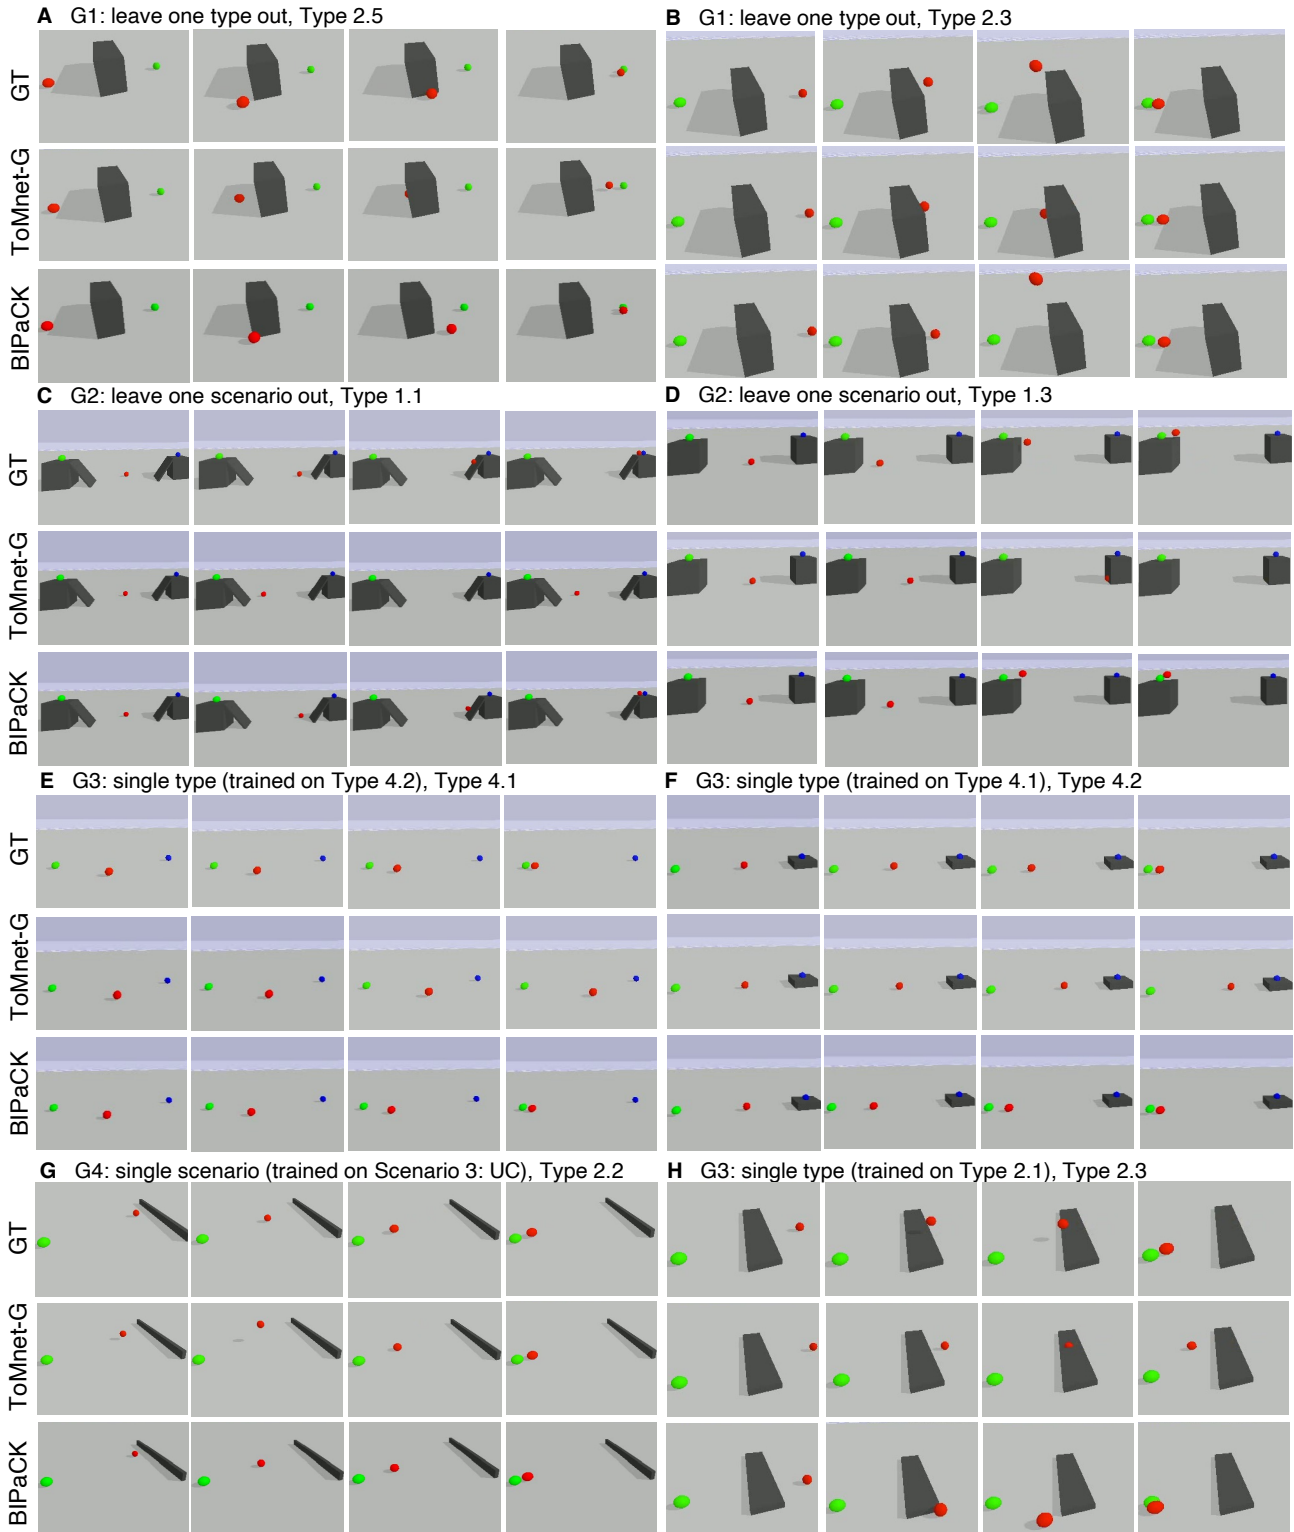 A G1: leave one type out, Type 2.5
GT
ToMnet-G
BIPaCK
B G1: leave one type out, Type 2.3
C G2: leave one scenario out, Type 1.1
GT
ToMnet-G
BIPaCK
D G2: leave one scenario out, Type 1.3
E G3: single type (trained on Type 4.2), Type 4.1
GT
ToMnet-G
BIPaCK
F G3: single type (trained on Type 4.1), Type 4.2
G G4: single scenario (trained on Scenario 3: UC), Type 2.2
GT
ToMnet-G
BIPaCK
H G3: single type (trained on Type 2.1), Type 2.3